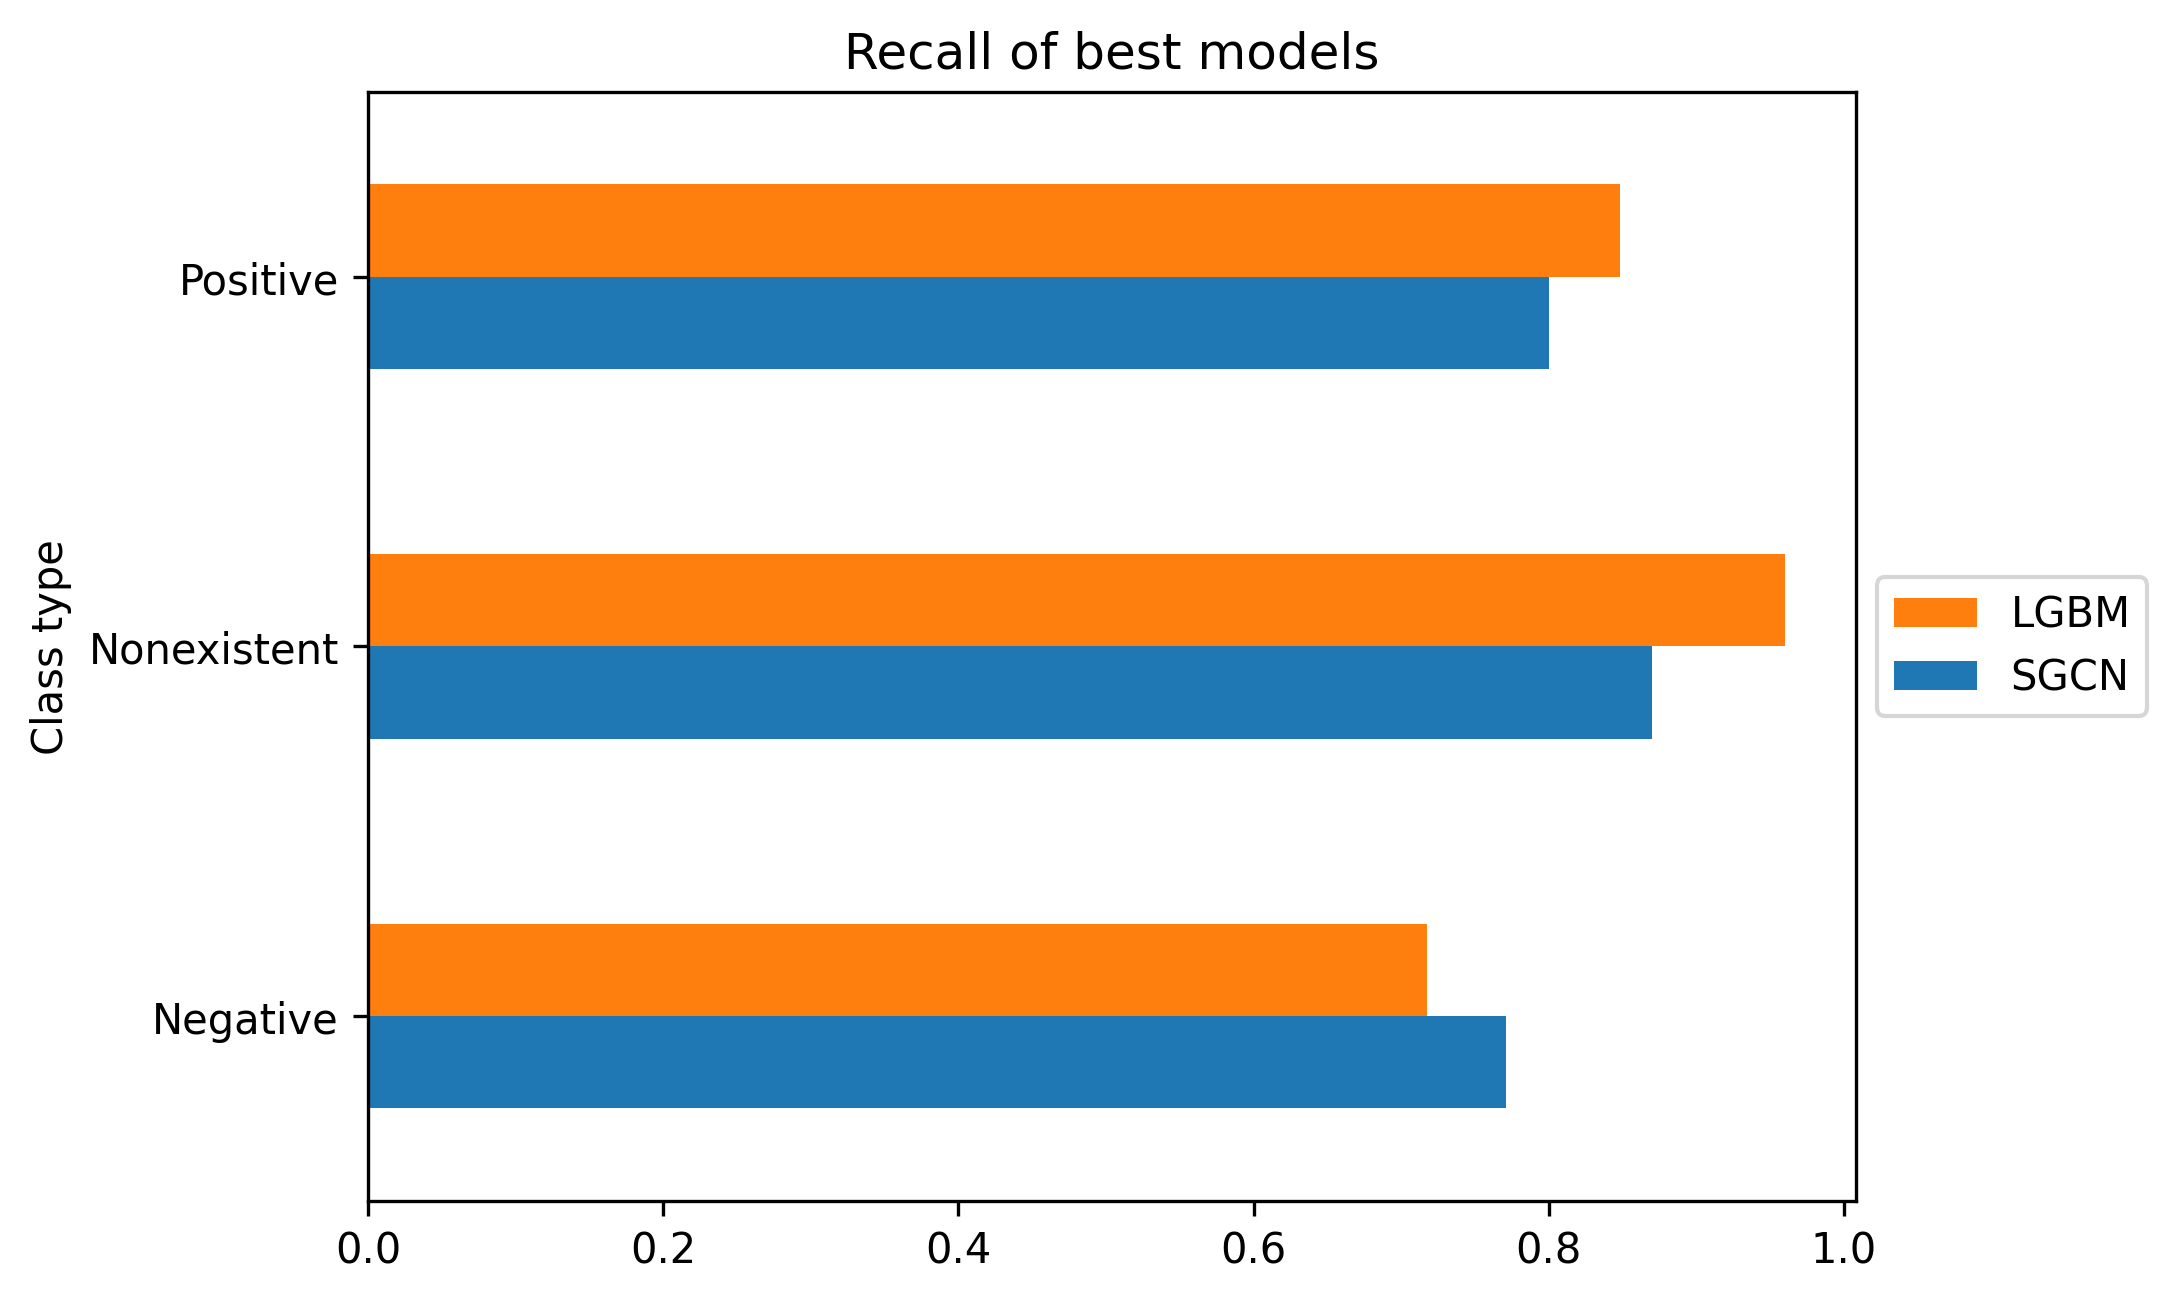 Recall of best models
Class type
Positive
Nonexistent
Negative
0.0 0.2 0.4 0.6 0.8 1.0
LGBM
SGCN